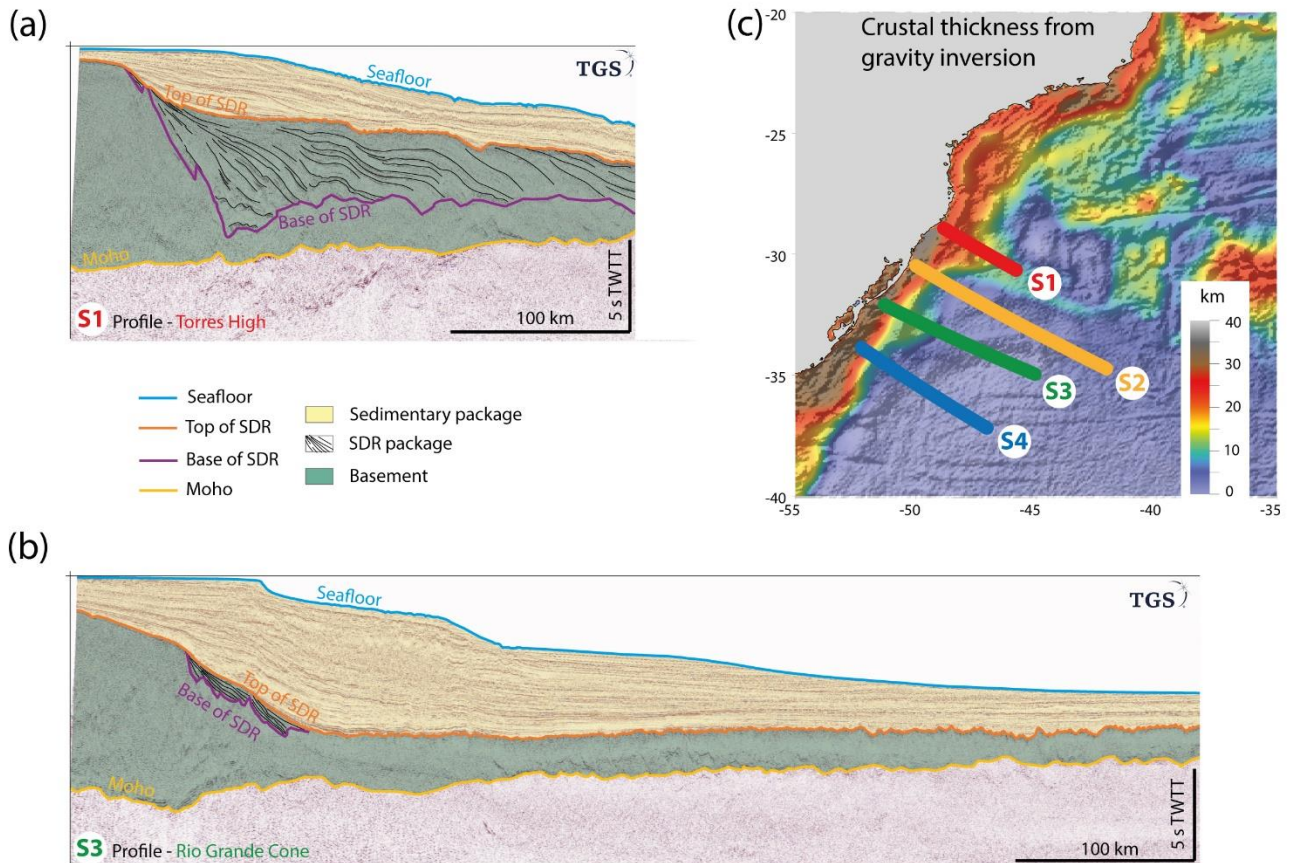 (a)
TGS
Seafloor
Top of SDR
Base of SDR
Moho
5 s TWTT
S1 Profile - Torres High
100 km
Seafloor
Top of SDR
Base of SDR
Moho
Sedimentary package
SDR package
Basement
(c)
Crustal thickness from
gravity inversion
-20
-25
-30
-35
-40
-55
-50
-45
-40
-35
S1
S2
S3
S4
km
40
30
20
10
0
(b)
TGS
Seafloor
Top of SDR
Base of SDR
Moho
5 s TWTT
S3 Profile - Rio Grande Cone
100 km